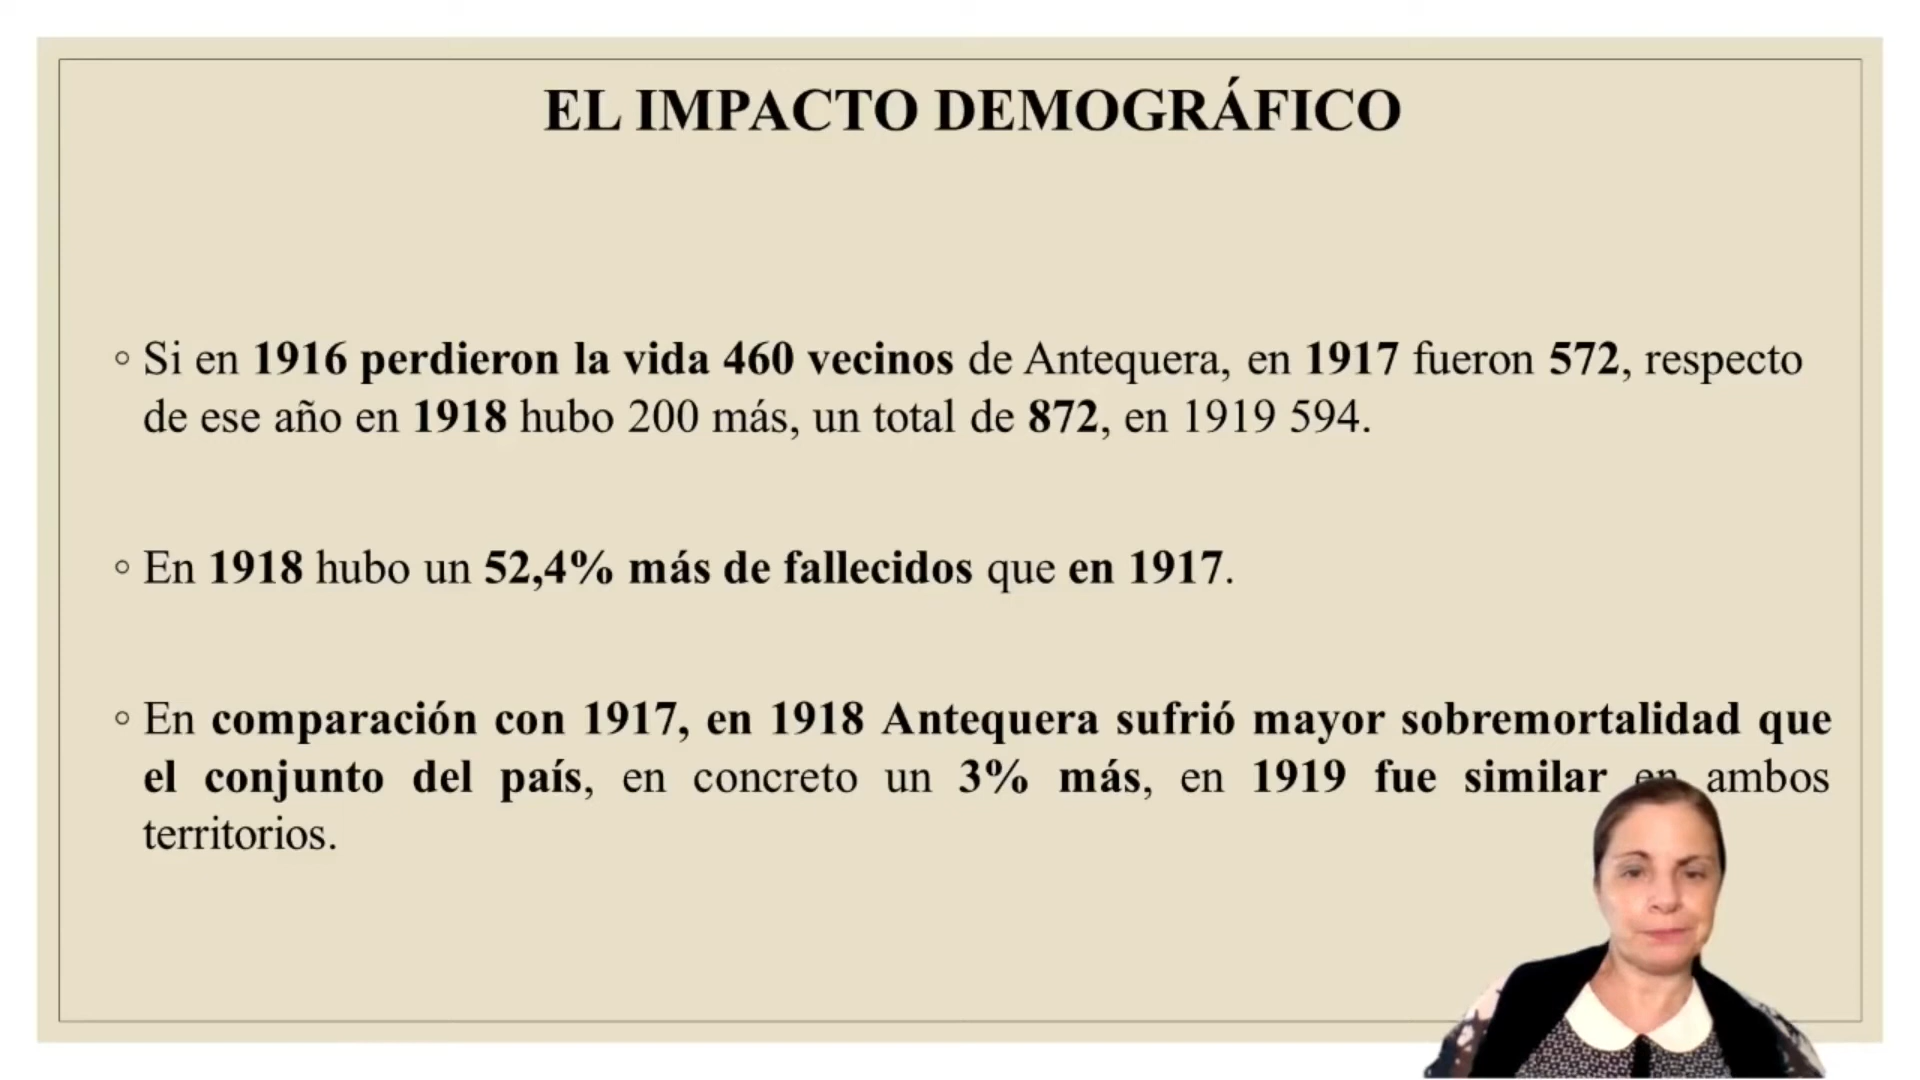 EL IMPACTO DEMOGRÁFICO
◦ Si en 1916 perdieron la vida 460 vecinos de Antequera, en 1917 fueron 572, respecto
de ese año en 1918 hubo 200 más, un total de 872, en 1919 594.
◦ En 1918 hubo un 52,4% más de fallecidos que en 1917.
◦ En comparación con 1917, en 1918 Antequera sufrió mayor sobremortalidad que
el conjunto del país, en concreto un 3% más, en 1919 fue similar en ambos
territorios.